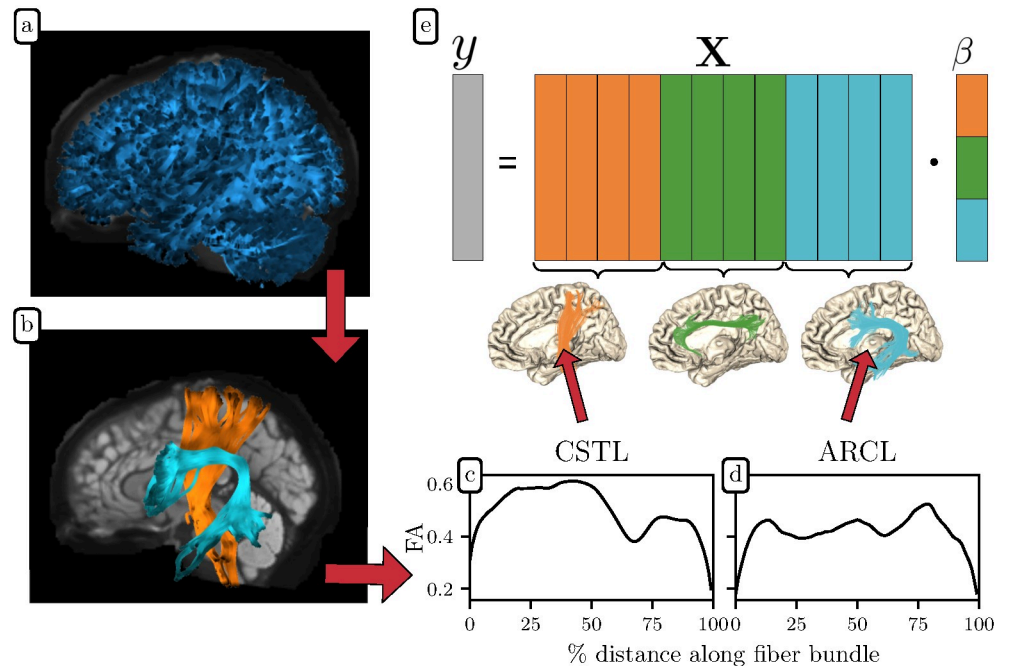 a
b
e
y
=
X
·
β
CSTL
ARCL
c
d
FA
0.6
0.4
0.2
0 25 50 75 100
0 25 50 75 100
% distance along fiber bundle